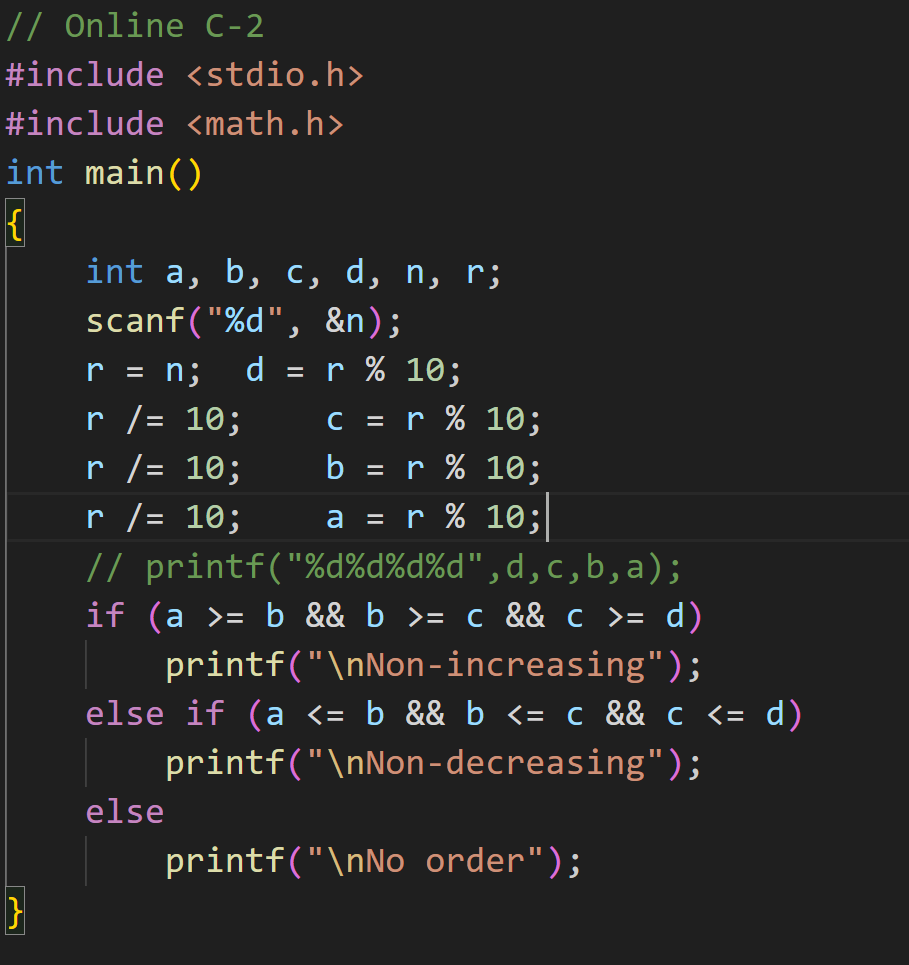 // Online C-2
#include <stdio.h>
#include <math.h>
int main()
{
    int a, b, c, d, n, r;
    scanf("%d", &n);
    r = n;  d = r % 10;
    r /= 10;    c = r % 10;
    r /= 10;    b = r % 10;
    r /= 10;    a = r % 10;
    // printf("%d%d%d%d",d,c,b,a);
    if (a >= b && b >= c && c >= d)
        printf("\nNon-increasing");
    else if (a <= b && b <= c && c <= d)
        printf("\nNon-decreasing");
    else
        printf("\nNo order");
}